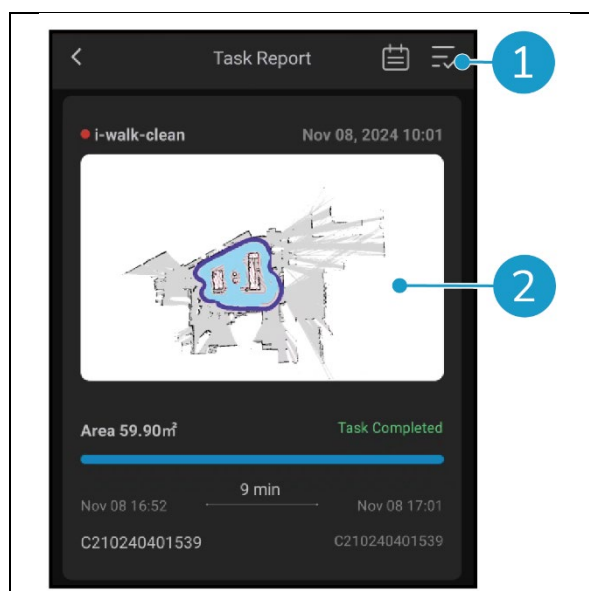 Task Report
1
i-walk-clean Nov 08, 2024 10:01
2
Area 59.90㎡ Task Completed
9 min
Nov 08 16:52 Nov 08 17:01
C210240401539 C210240401539